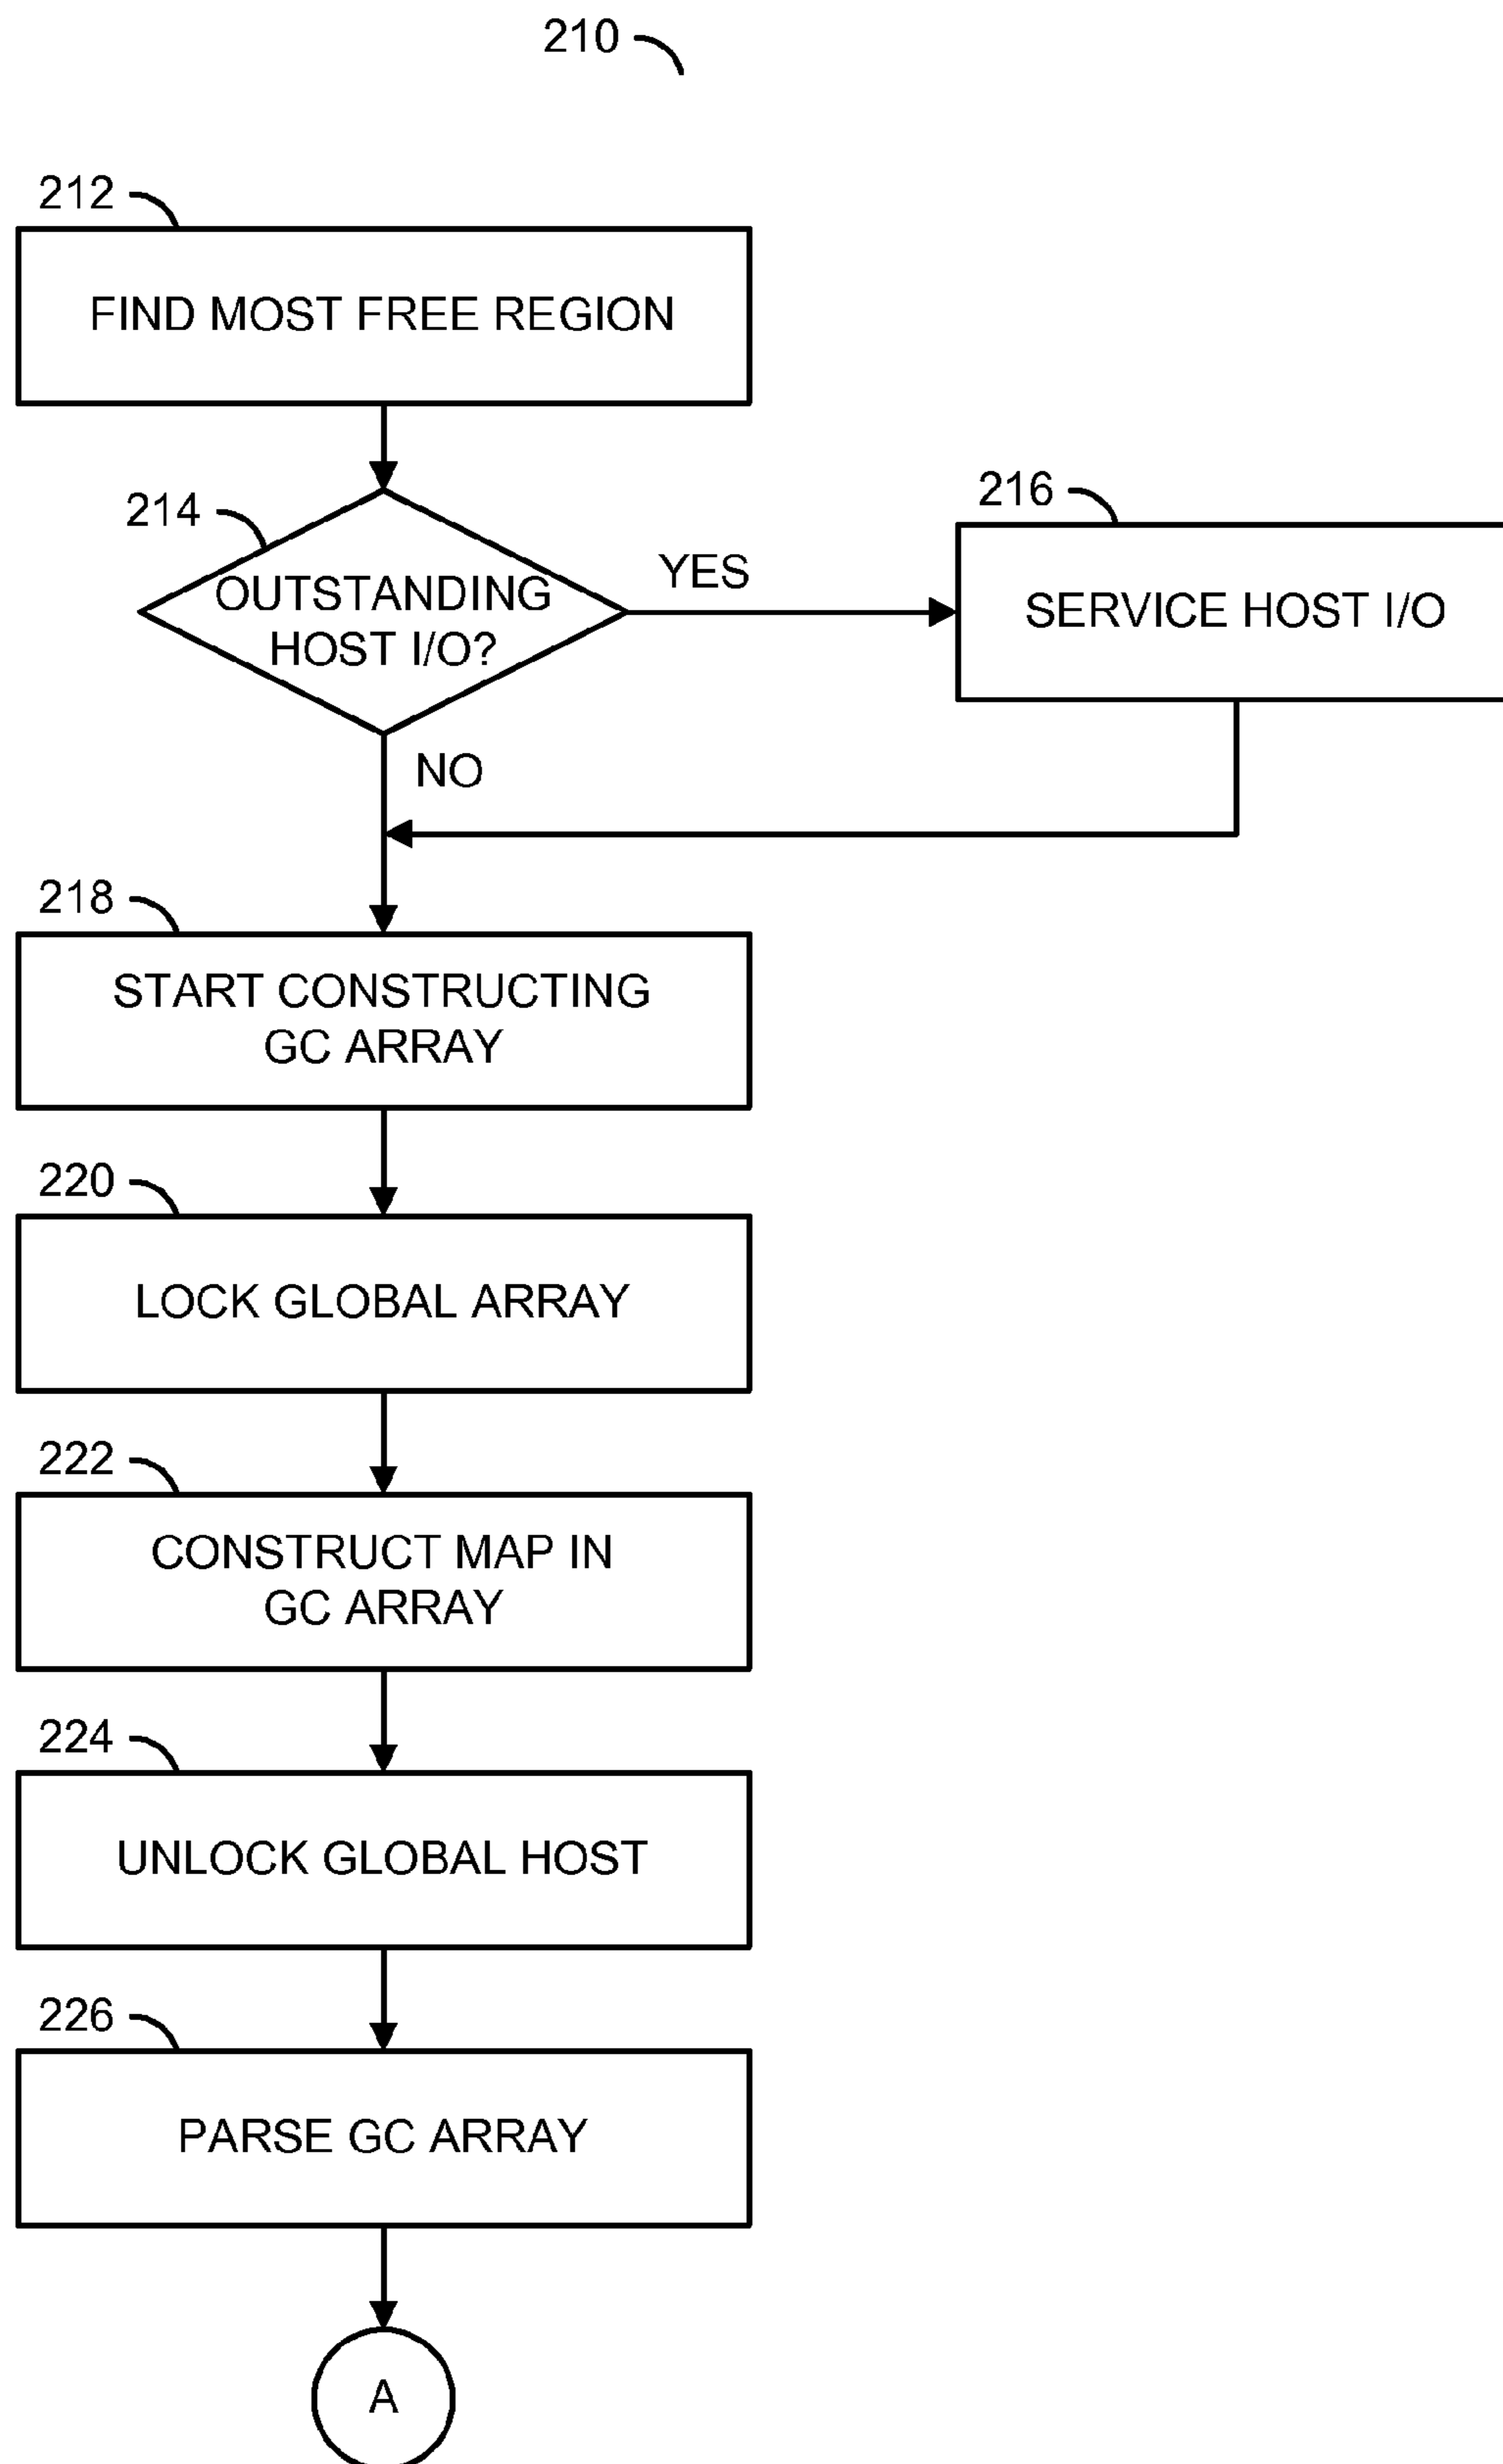 210
212
FIND MOST FREE REGION
214
OUTSTANDING
HOST I/O?
YES
216
SERVICE HOST I/O
NO
218
START CONSTRUCTING
GC ARRAY
220
LOCK GLOBAL ARRAY
222
CONSTRUCT MAP IN
GC ARRAY
224
UNLOCK GLOBAL HOST
226
PARSE GC ARRAY
A